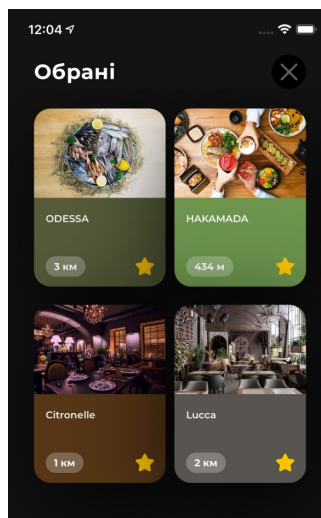 12:04
Обрані
ODESSA
HAKAMADA
3 км
434 м
Citronelle
Lucca
1 км
2 км